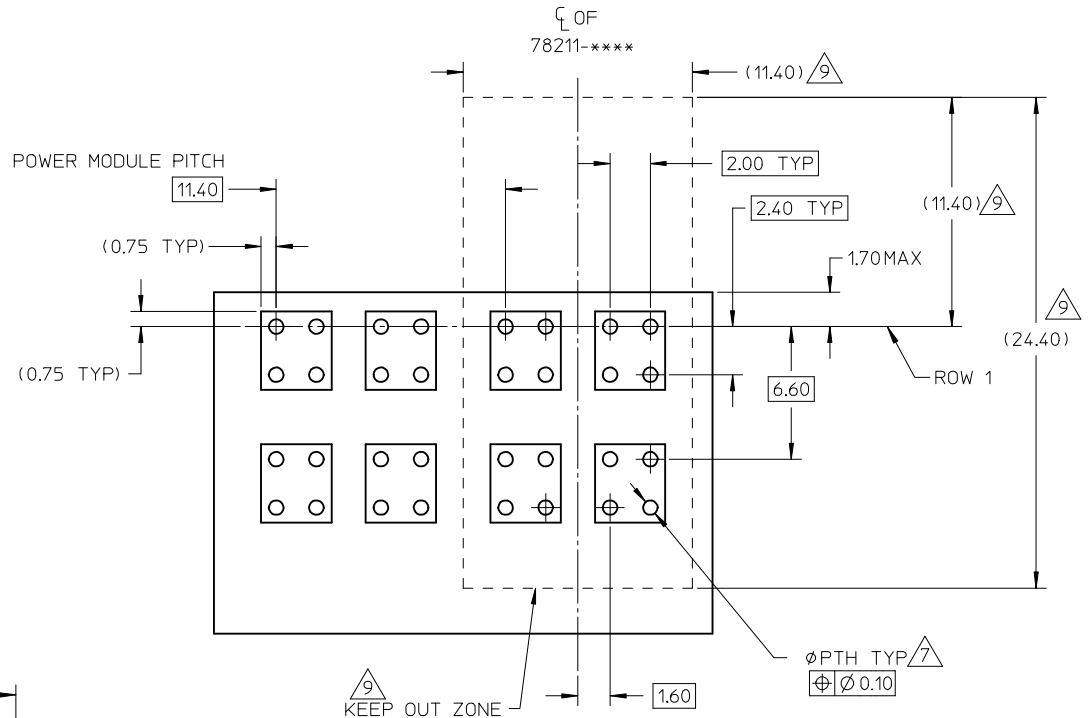 ℄ OF
78211-****
(11.40) 9
POWER MODULE PITCH
11.40
2.00 TYP
2.40 TYP
(11.40) 9
(0.75 TYP)
1.70 MAX
9
(24.40)
(0.75 TYP)
ROW 1
6.60
ØPTH TYP 7
⌖ Ø 0.10
9
KEEP OUT ZONE
1.60